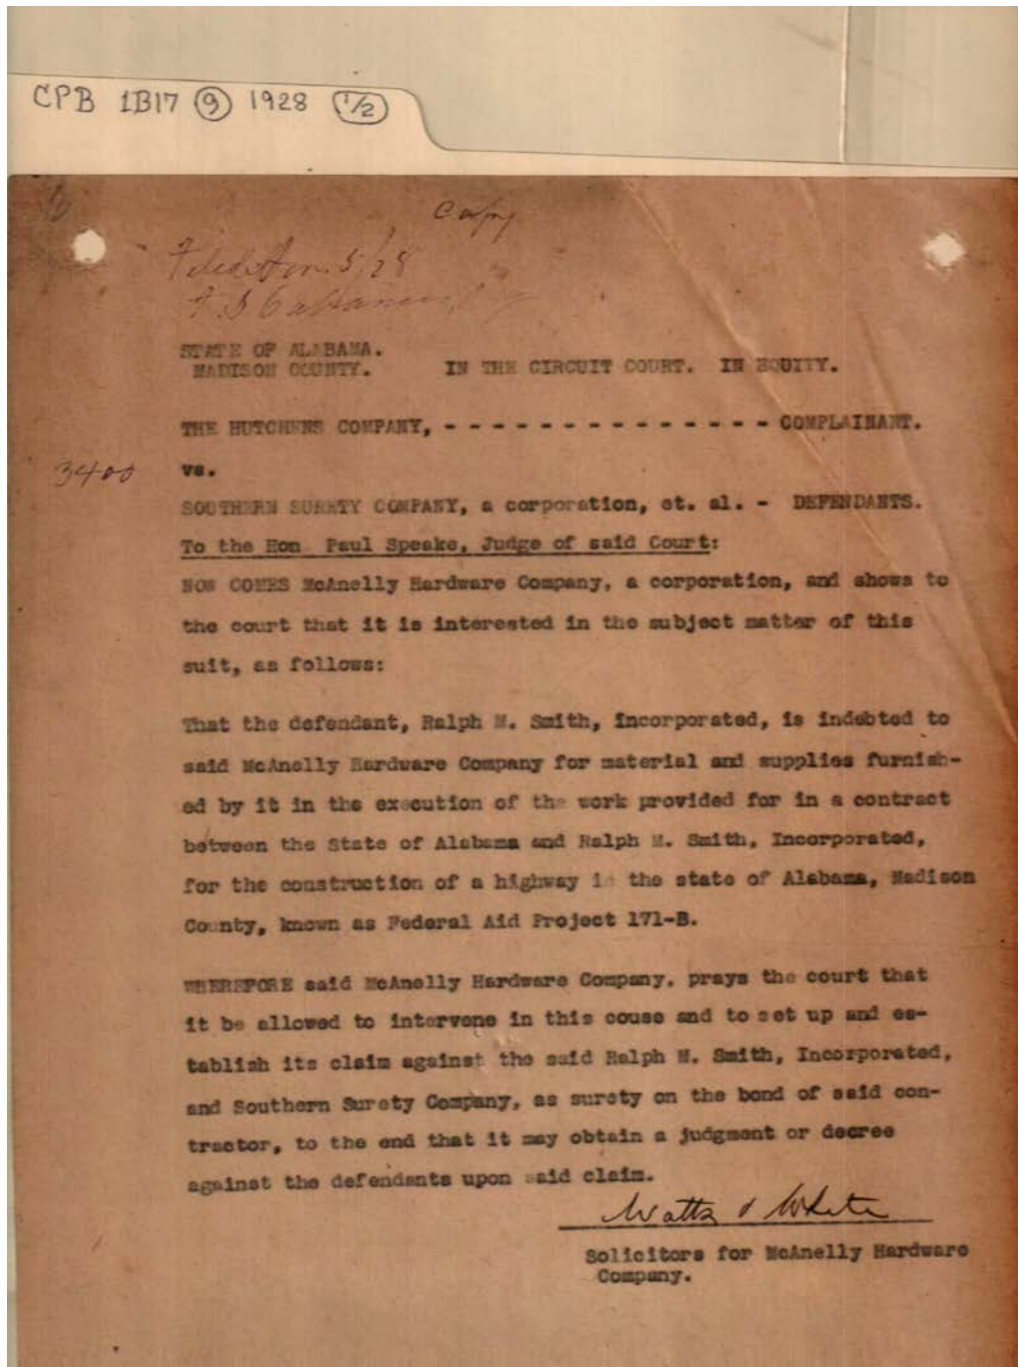 CPB 1B17 9 1928 1/2
Copy
Filed Jan. 5/28
STATE OF ALABAMA.
MADISON COUNTY. IN THE CIRCUIT COURT. IN EQUITY.
THE HUTCHENS COMPANY, - - - - - - - - - - - - - - COMPLAINANT.
3400 vs.
SOUTHERN SURETY COMPANY, a corporation, et. al. - DEFENDANTS.
To the Hon Paul Speake, Judge of said Court:
NOW COMES McAnelly Hardware Company, a corporation, and shows to
the court that it is interested in the subject matter of this
suit, as follows:
That the defendant, Ralph M. Smith, Incorporated, is indebted to
said McAnelly Hardware Company for material and supplies furnish-
ed by it in the execution of the work provided for in a contract
between the State of Alabama and Ralph M. Smith, Incorporated,
for the construction of a highway in the state of Alabama, Madison
County, known as Federal Aid Project 171-B.
WHEREFORE said McAnelly Hardware Company, prays the court that
it be allowed to intervene in this couse and to set up and es-
tablish its claim against the said Ralph M. Smith, Incorporated,
and Southern Surety Company, as surety on the bond of said con-
tractor, to the end that it may obtain a judgment or decree
against the defendants upon said claim.
Watts & White
Solicitors for McAnelly Hardware
Company.